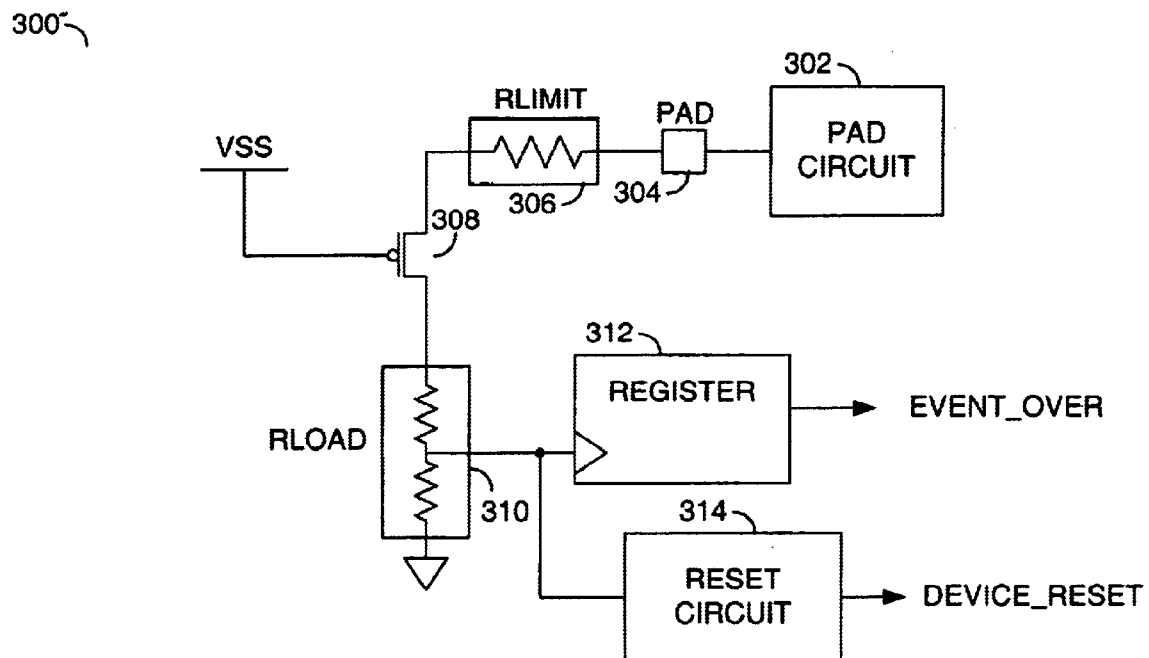 300
302
RLIMIT
PAD
PAD
CIRCUIT
VSS
306
304
308
312
REGISTER
EVENT_OVER
RLOAD
310
314
RESET
CIRCUIT
DEVICE_RESET